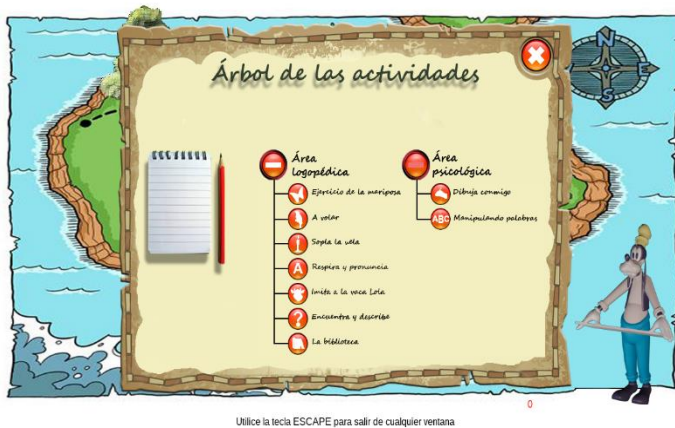 N
E
S
Árbol de las actividades
Área
logopédica
Ejercicio de la mariposa
A volar
Sopla la vela
A
Respira y pronuncia
Imita a la vaca Lola
?
Encuentra y describe
La biblioteca
Área
psicológica
Dibuja conmigo
ABC
Manipulando palabras
0
Utilice la tecla ESCAPE para salir de cualquier ventana